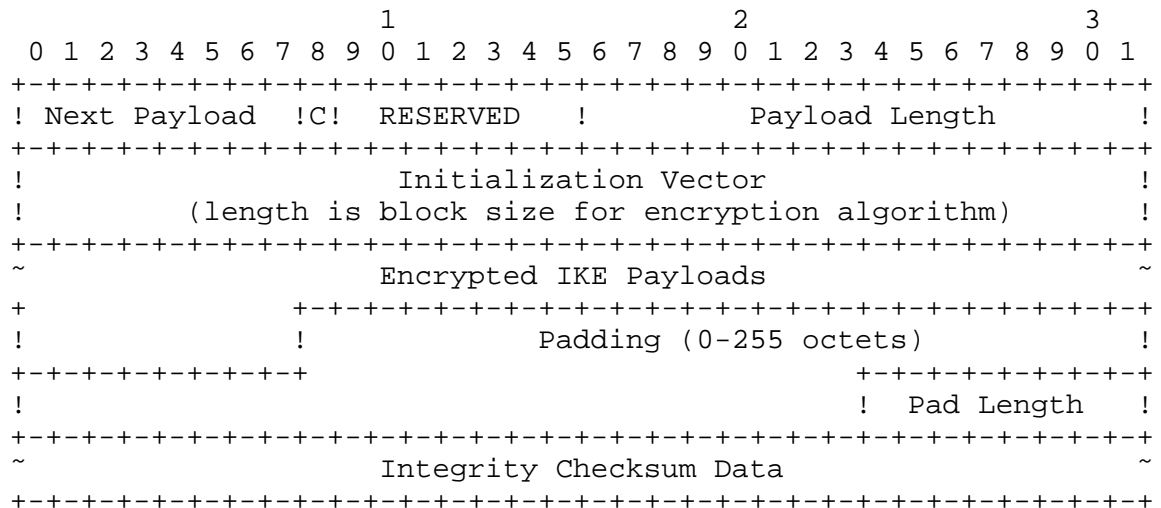 1                   2                   3
 0 1 2 3 4 5 6 7 8 9 0 1 2 3 4 5 6 7 8 9 0 1 2 3 4 5 6 7 8 9 0 1
+-+-+-+-+-+-+-+-+-+-+-+-+-+-+-+-+-+-+-+-+-+-+-+-+-+-+-+-+-+-+-+-+
! Next Payload  !C!  RESERVED   !         Payload Length        !
+-+-+-+-+-+-+-+-+-+-+-+-+-+-+-+-+-+-+-+-+-+-+-+-+-+-+-+-+-+-+-+-+
!                     Initialization Vector                     !
!         (length is block size for encryption algorithm)       !
+-+-+-+-+-+-+-+-+-+-+-+-+-+-+-+-+-+-+-+-+-+-+-+-+-+-+-+-+-+-+-+-+
~                    Encrypted IKE Payloads                     ~
+               +-+-+-+-+-+-+-+-+-+-+-+-+-+-+-+-+-+-+-+-+-+-+-+-+
!               !             Padding (0-255 octets)            !
+-+-+-+-+-+-+-+-+                               +-+-+-+-+-+-+-+-+
!                                               !  Pad Length   !
+-+-+-+-+-+-+-+-+-+-+-+-+-+-+-+-+-+-+-+-+-+-+-+-+-+-+-+-+-+-+-+-+
~                    Integrity Checksum Data                    ~
+-+-+-+-+-+-+-+-+-+-+-+-+-+-+-+-+-+-+-+-+-+-+-+-+-+-+-+-+-+-+-+-+